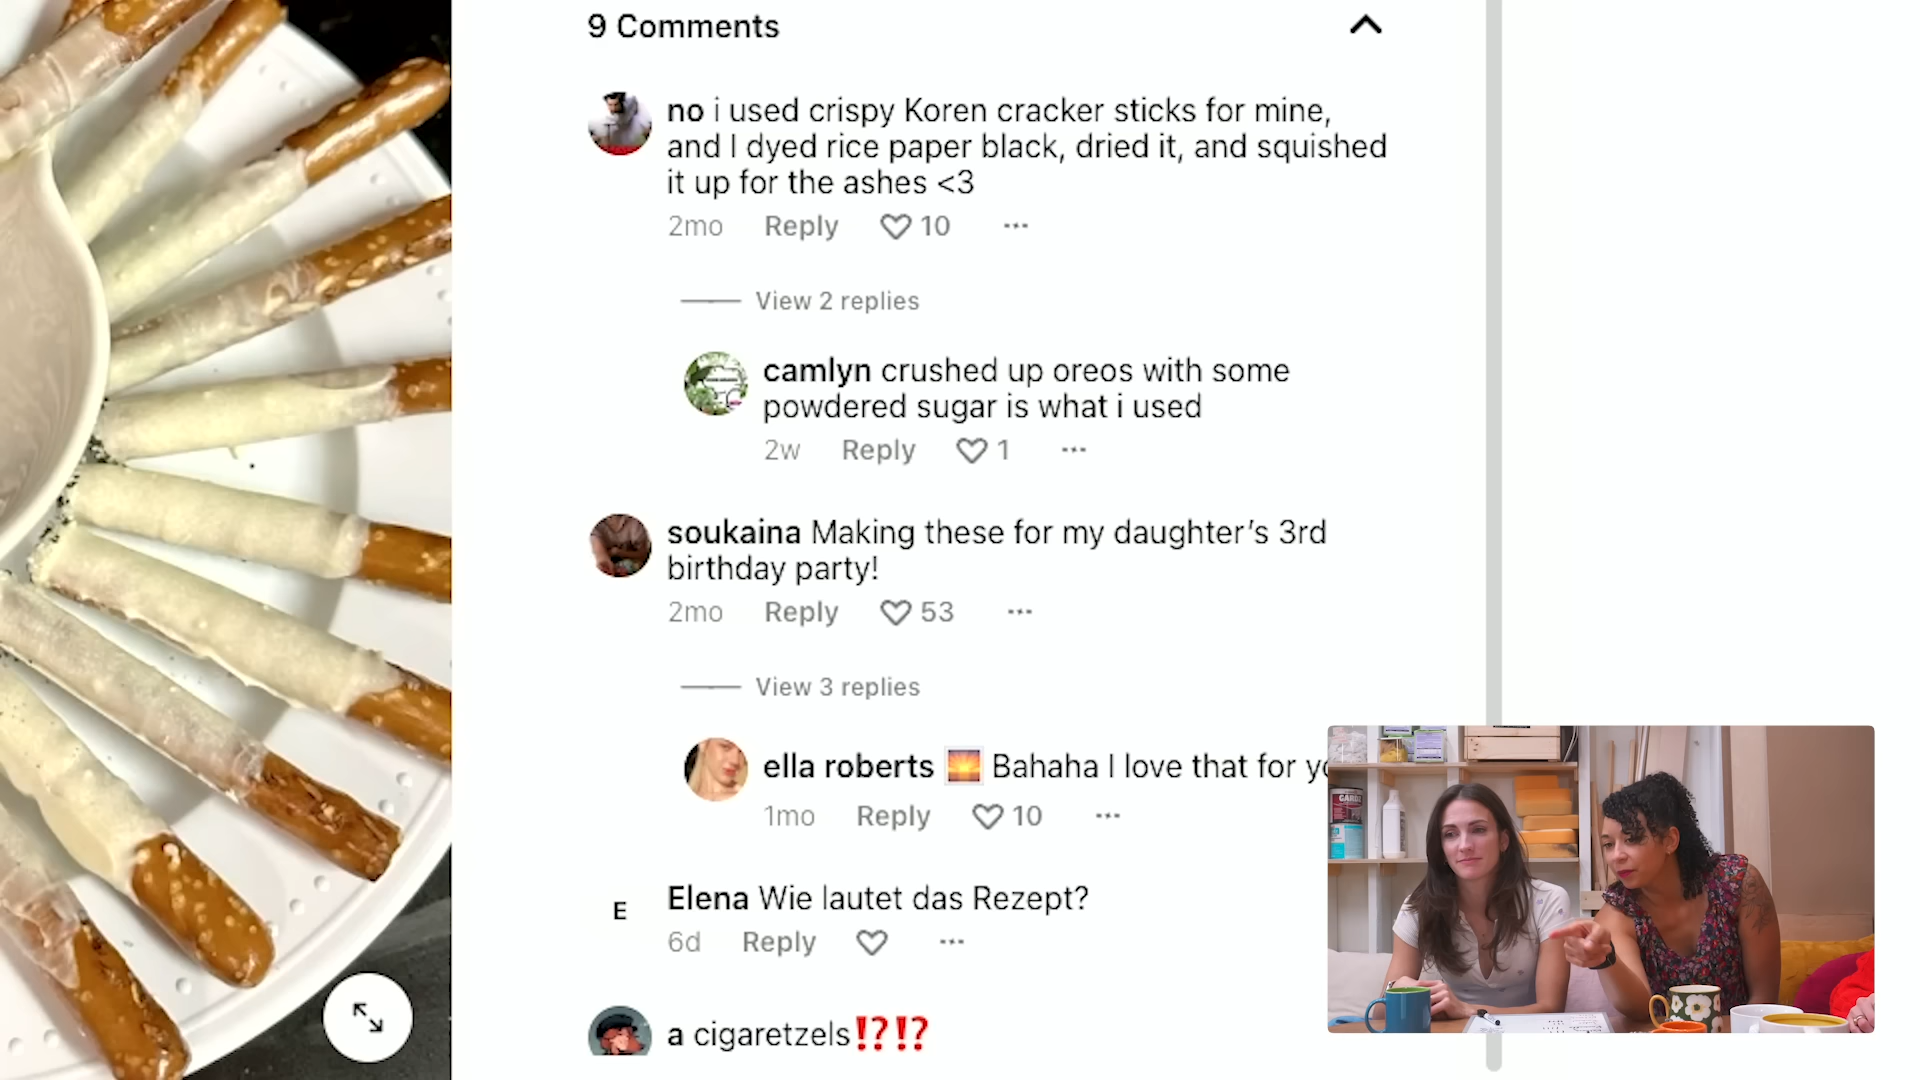 9 Comments
no i used crispy Koren cracker sticks for mine,
and I dyed rice paper black, dried it, and squished
it up for the ashes <3
2mo Reply 10 ...
View 2 replies
camlyn crushed up oreos with some
powdered sugar is what i used
2w Reply 1 ...
soukaina Making these for my daughter’s 3rd
birthday party!
2mo Reply 53 ...
View 3 replies
ella roberts 🌅 Bahaha I love that for
1mo Reply 10 ...
E
Elena Wie lautet das Rezept?
6d Reply ...
a cigaretzels⁉️⁉️